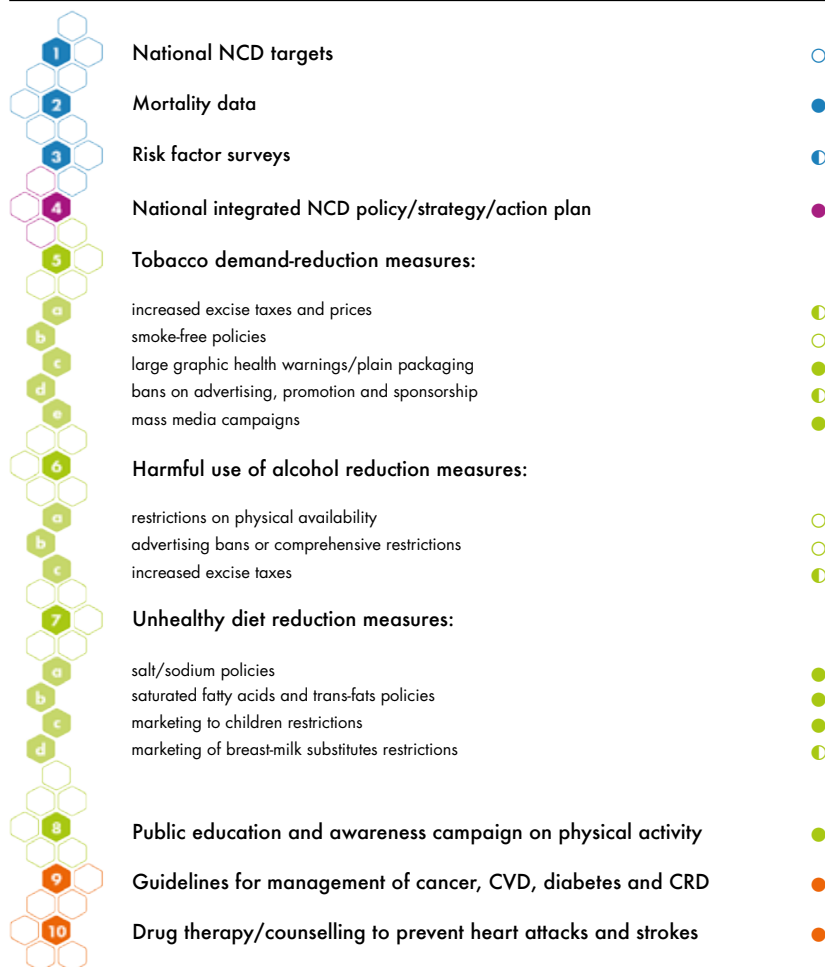 1 National NCD targets ○
2 Mortality data ●
3 Risk factor surveys ◐
4 National integrated NCD policy/strategy/action plan ●
5 Tobacco demand-reduction measures:
a increased excise taxes and prices ◐
b smoke-free policies ○
c large graphic health warnings/plain packaging ●
d bans on advertising, promotion and sponsorship ◐
e mass media campaigns ●
6 Harmful use of alcohol reduction measures:
a restrictions on physical availability ○
b advertising bans or comprehensive restrictions ○
c increased excise taxes ◐
7 Unhealthy diet reduction measures:
a salt/sodium policies ●
b saturated fatty acids and trans-fats policies ●
c marketing to children restrictions ●
d marketing of breast-milk substitutes restrictions ◐
8 Public education and awareness campaign on physical activity ●
9 Guidelines for management of cancer, CVD, diabetes and CRD ●
10 Drug therapy/counselling to prevent heart attacks and strokes ●